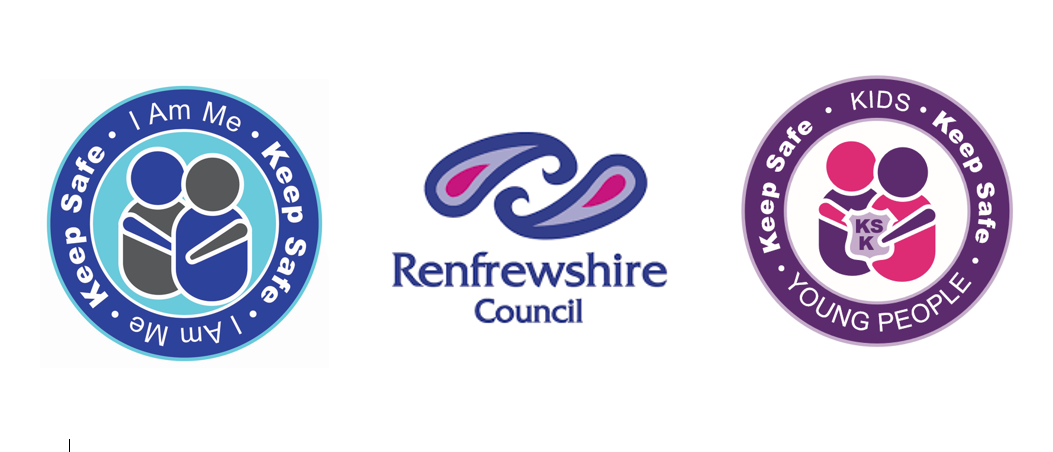 I Am Me • Keep Safe • I Am Me • Keep Safe •
Renfrewshire
Council
• KIDS • Keep Safe • YOUNG PEOPLE • Keep Safe
KS
K